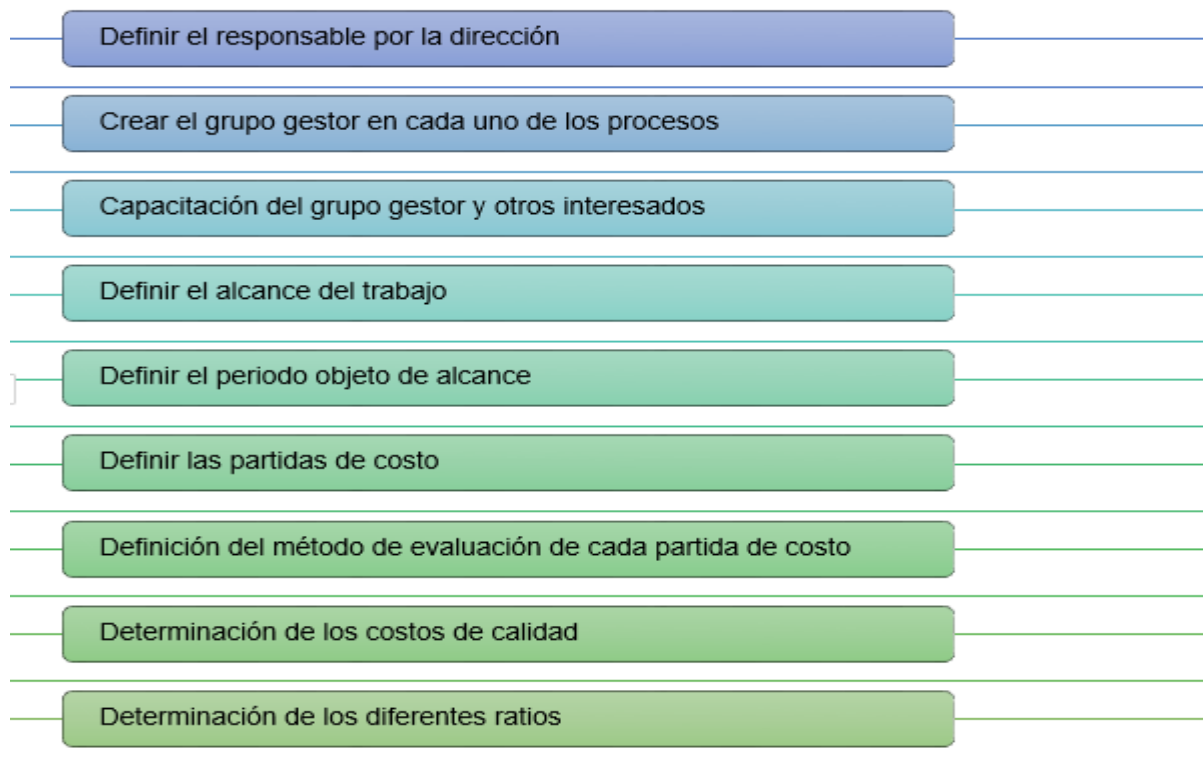 Definir el responsable por la dirección
Crear el grupo gestor en cada uno de los procesos
Capacitación del grupo gestor y otros interesados
Definir el alcance del trabajo
Definir el periodo objeto de alcance
Definir las partidas de costo
Definición del método de evaluación de cada partida de costo
Determinación de los costos de calidad
Determinación de los diferentes ratios